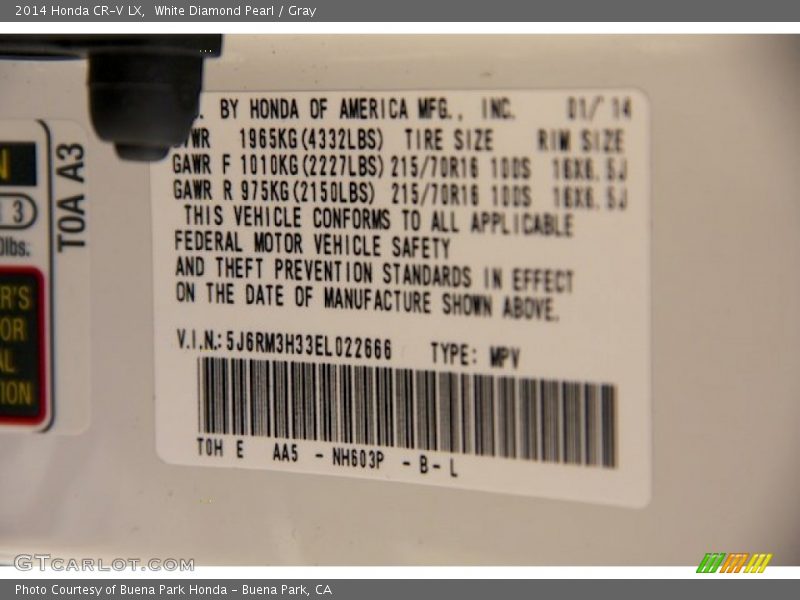 2014 Honda CR-V LX, White Diamond Pearl / Gray
BY HONDA OF AMERICA MFG., INC. 01/ 14
GVWR 1965KG(4332LBS) TIRE SIZE RIM SIZE
GAWR F 1010KG(2227LBS) 215/70R16 100S 16X6.5J
GAWR R 975KG(2150LBS) 215/70R16 100S 16X6.5J
THIS VEHICLE CONFORMS TO ALL APPLICABLE
FEDERAL MOTOR VEHICLE SAFETY
AND THEFT PREVENTION STANDARDS IN EFFECT
ON THE DATE OF MANUFACTURE SHOWN ABOVE.
V.I.N.: 5J6RM3H33EL022666 TYPE: MPV
T0H E AA5 - NH603P - B - L
T0A A3
3
GTCARLOT.COM
Photo Courtesy of Buena Park Honda - Buena Park, CA